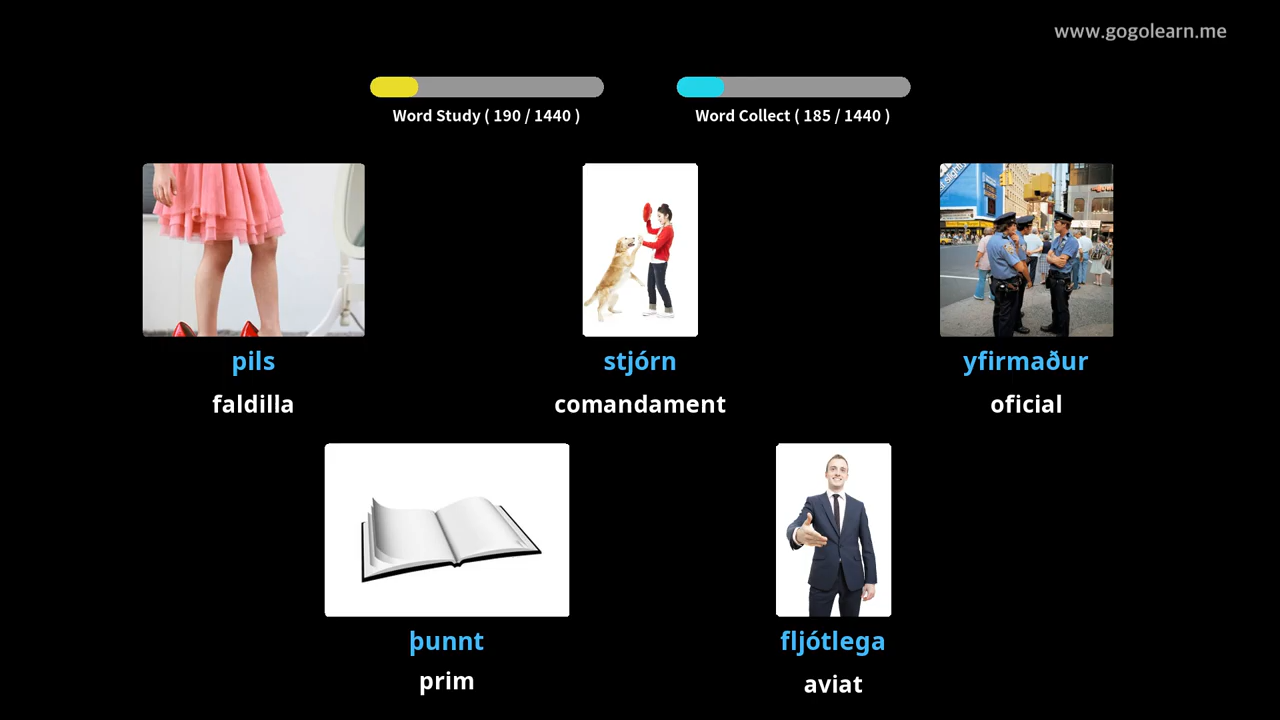 www.gogolearn.me
Word Study ( 190 / 1440 )
Word Collect ( 185 / 1440 )
pils
stjórn
yfirmaður
faldilla
comandament
oficial
þunnt
fljótlega
prim
aviat